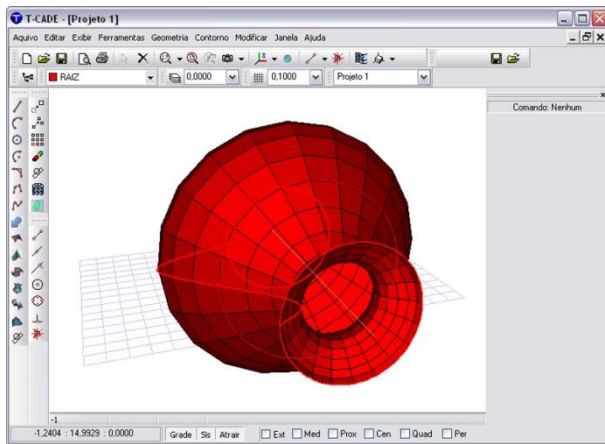 T-CADE - [Projeto 1]
Aquivo Editar Exibir Ferramentas Geometria Contorno Modificar Janela Ajuda
RAIZ 0,0000 0,1000 Projeto 1
Comando: Nenhum
-1
-1,2404 : 14,9929 : 0,0000 Grade Sis Atrair Ext Med Prox Cen Quad Per